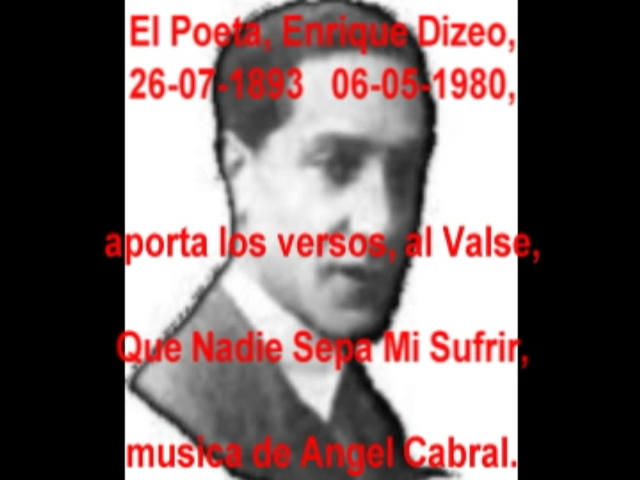 El Poeta, Enrique Dizeo,
26-07-1893 06-05-1980,
aporta los versos, al Valse,
Que Nadie Sepa Mi Sufrir,
musica de Angel Cabral.